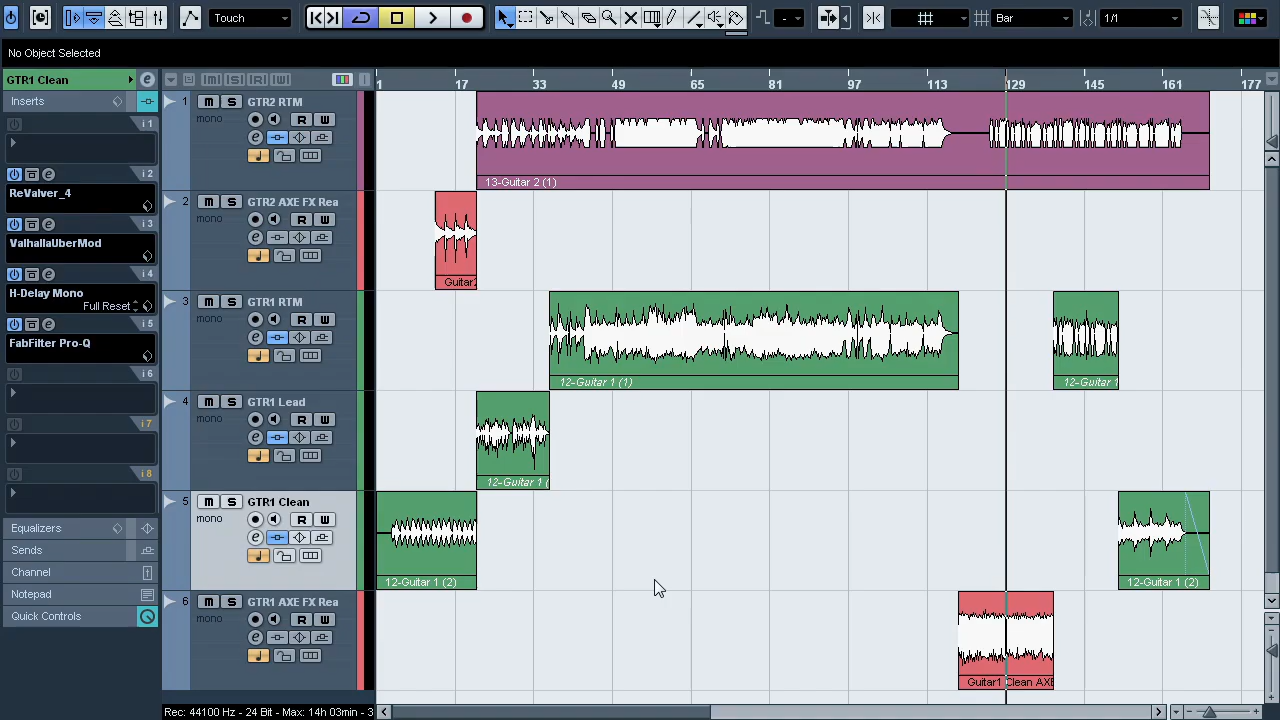 Touch
-
Bar
1/1
No Object Selected
GTR1 Clean
e
Inserts
i 1
i 2
ReValver_4
i 3
ValhallaUberMod
i 4
H-Delay Mono
Full Reset
i 5
FabFilter Pro-Q
i 6
i 7
i 8
Equalizers
Sends
Channel
Notepad
Quick Controls
M S R W
1 17 33 49 65 81 97 113 129 145 161 177
1 M S GTR2 RTM
mono R W
e
13-Guitar 2 (1)
2 M S GTR2 AXE FX Rea
mono R W
e
Guitar2
3 M S GTR1 RTM
mono R W
e
12-Guitar 1 (1)
12-Guitar 1
4 M S GTR1 Lead
mono R W
e
12-Guitar 1 (
5 M S GTR1 Clean
mono R W
e
12-Guitar 1 (2)
12-Guitar 1 (2)
6 M S GTR1 AXE FX Rea
mono R W
e
Guitar1 Clean AXE
Rec: 44100 Hz - 24 Bit - Max: 14h 03min - 3